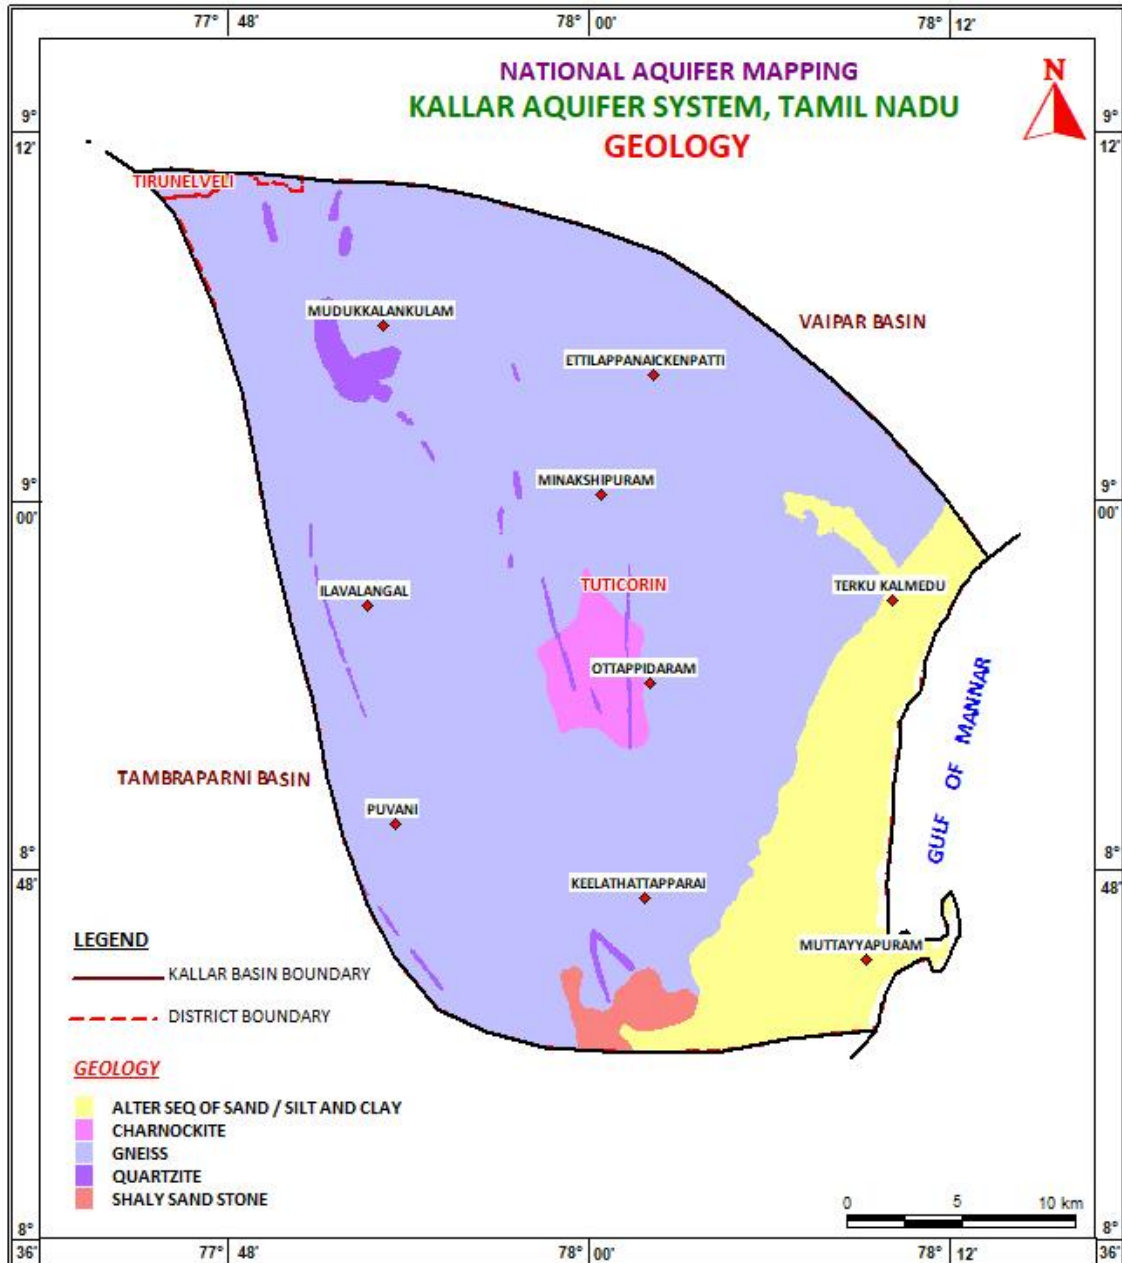 77° 48' 78° 00' 78° 12'
NATIONAL AQUIFER MAPPING
KALLAR AQUIFER SYSTEM, TAMIL NADU
GEOLOGY
N
9° 12' 9° 12'
TIRUNELVELI
MUDUKKALANKULAM
VAIPAR BASIN
ETTILAPPANAICKENPATTI
MINAKSHIPURAM
9° 00' 9° 00'
ILAVALANGAL
TUTICORIN
TERKU KALMEDU
OTTAPPIDARAM
GULF OF MANNAR
TAMBRAPARNI BASIN
PUVANI
8° 48' 8° 48'
KEELATHATTAPPARAI
MUTTAYYAPURAM
LEGEND
KALLAR BASIN BOUNDARY
DISTRICT BOUNDARY
GEOLOGY
ALTER SEQ OF SAND / SILT AND CLAY
CHARNOCKITE
GNEISS
QUARTZITE
SHALY SAND STONE
0 5 10 km
8° 36' 8° 36'
77° 48' 78° 00' 78° 12'